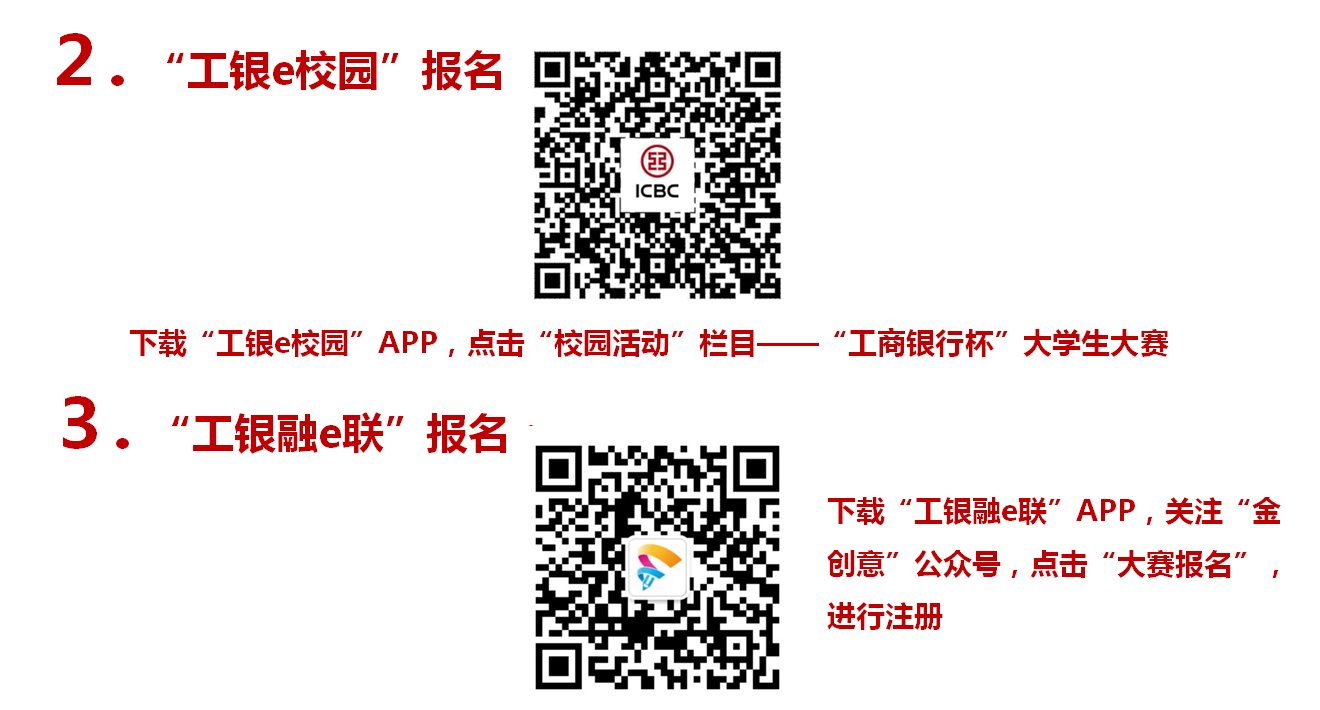 2.“工银e校园”报名
ICBC
下载“工银e校园”APP，点击“校园活动”栏目——“工商银行杯”大学生大赛
3.“工银融e联”报名
下载“工银融e联”APP，关注“金
创意”公众号，点击“大赛报名”，
进行注册